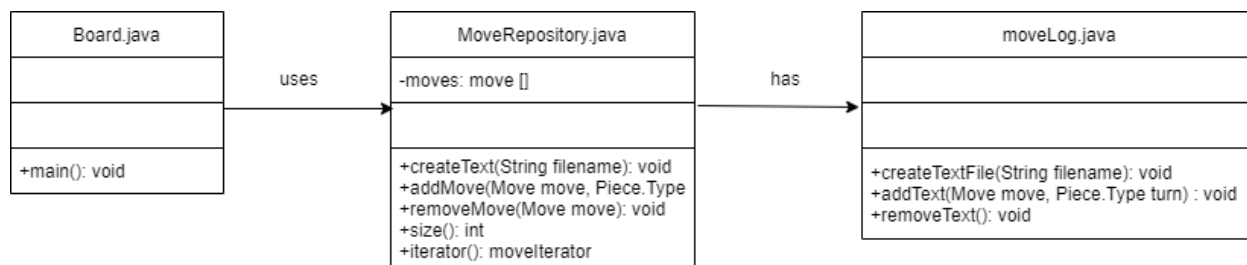 Board.java
+main(): void
uses
MoveRepository.java
-moves: move []
+createText(String filename): void
+addMove(Move move, Piece.Type
+removeMove(Move move): void
+size(): int
+iterator(): moveIterator
has
moveLog.java
+createTextFile(String filename): void
+addText(Move move, Piece.Type turn) : void
+removeText(): void